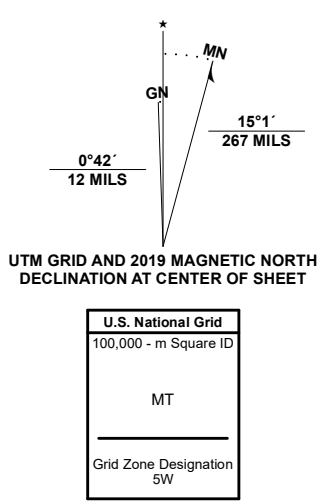 ★
MN
GN
15°1´
267 MILS
0°42´
12 MILS
UTM GRID AND 2019 MAGNETIC NORTH
DECLINATION AT CENTER OF SHEET
U.S. National Grid
100,000 - m Square ID
MT
Grid Zone Designation
5W